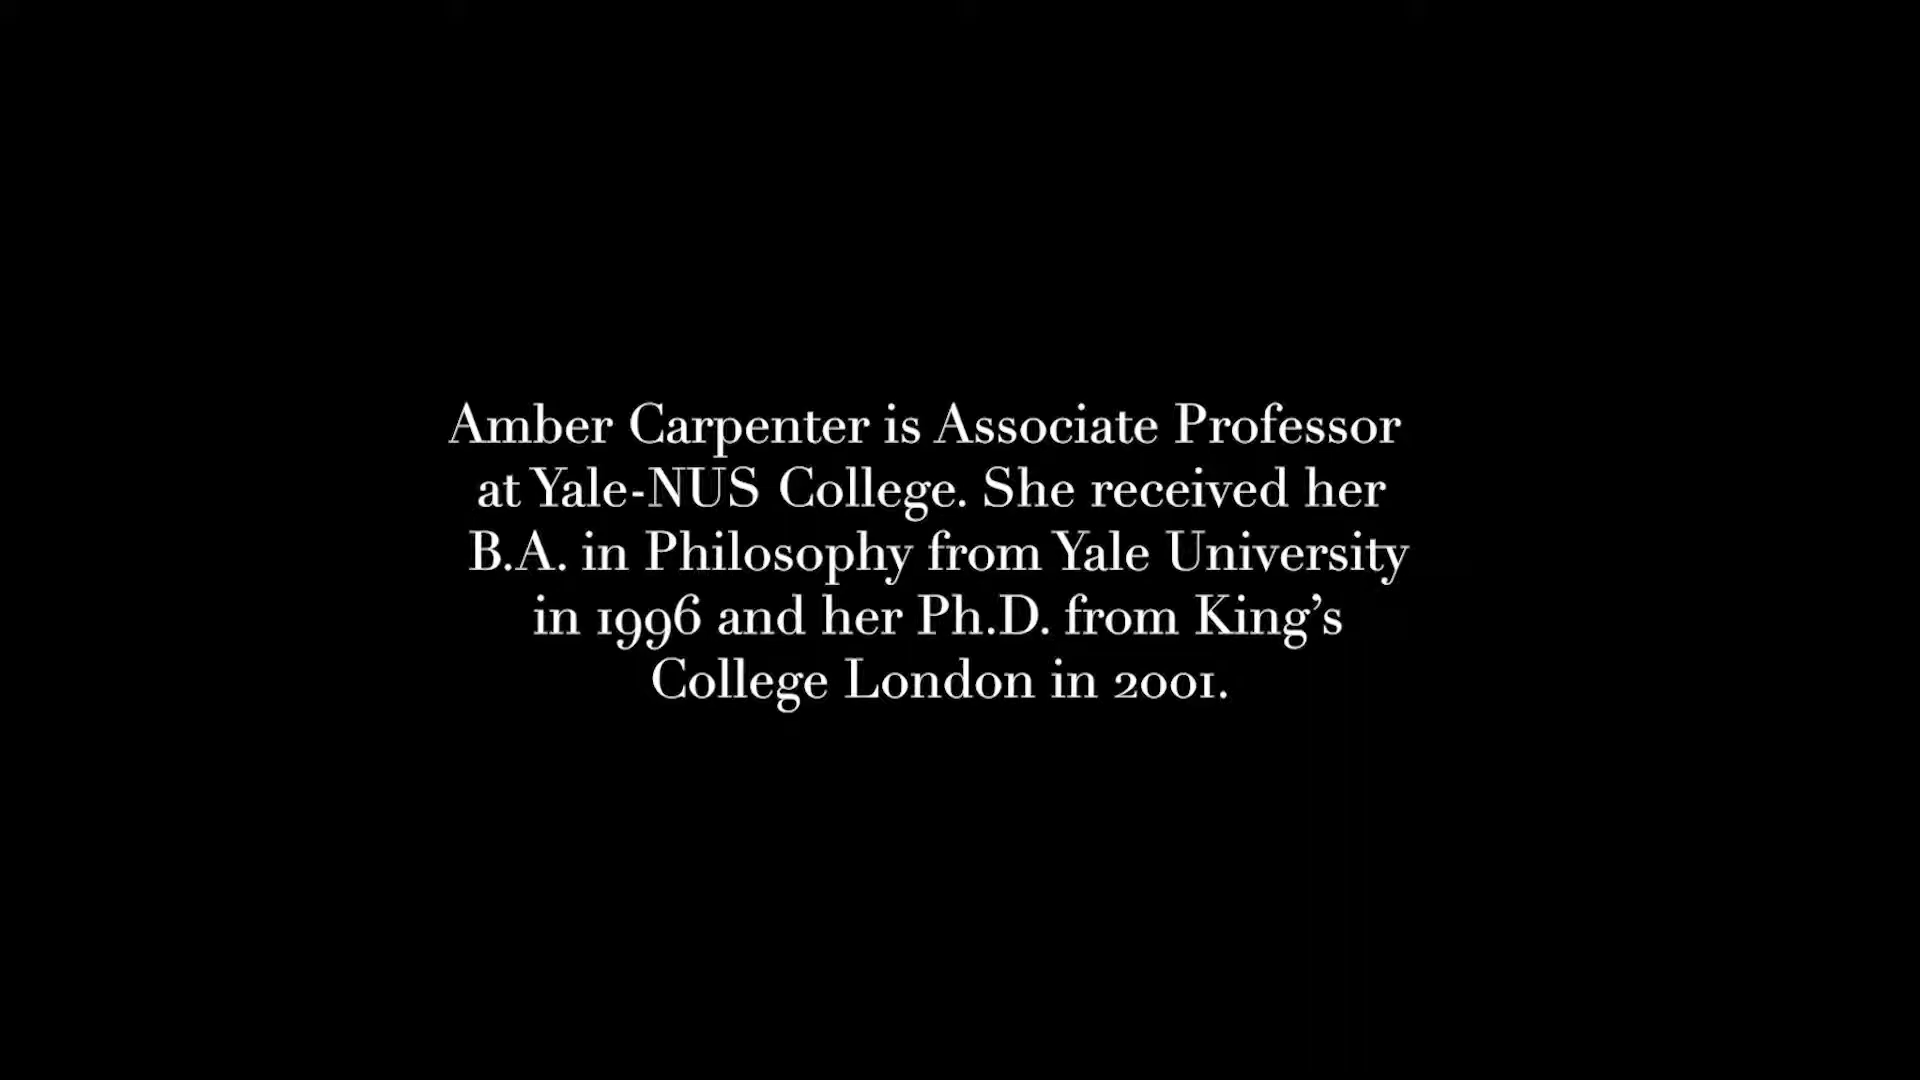 Amber Carpenter is Associate Professor
at Yale-NUS College. She received her
B.A. in Philosophy from Yale University
in 1996 and her Ph.D. from King’s
College London in 2001.